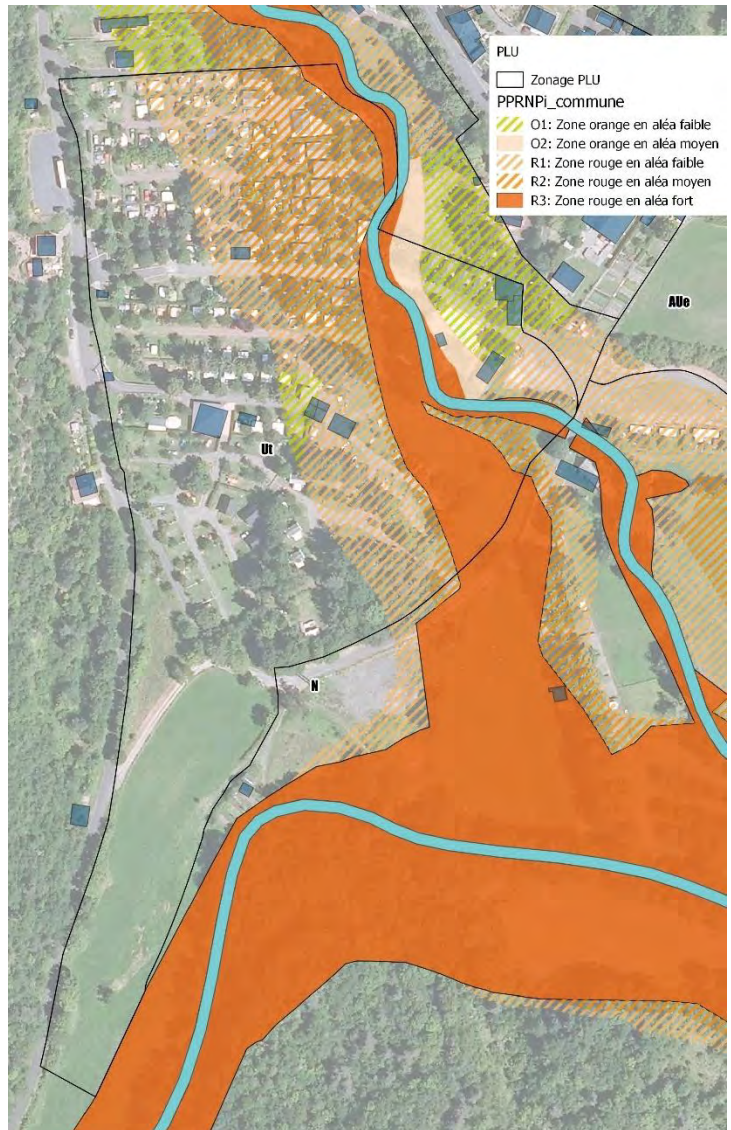 PLU
Zonage PLU
PPRNPi_commune
O1: Zone orange en aléa faible
O2: Zone orange en aléa moyen
R1: Zone rouge en aléa faible
R2: Zone rouge en aléa moyen
R3: Zone rouge en aléa fort
AUe
Ut
N